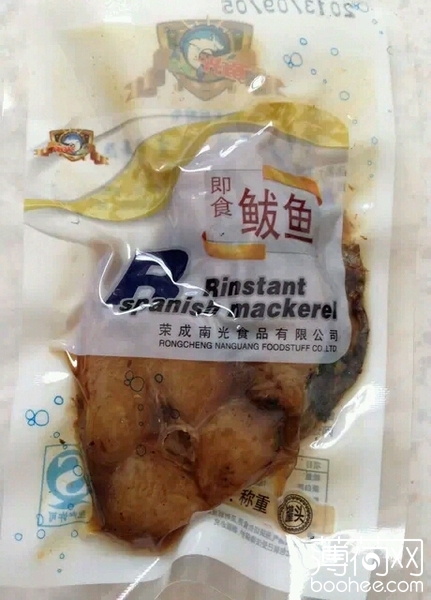 2013/09/05
即食
鲅鱼
R
Rinstant
spanish mackerel
荣成南光食品有限公司
RONGCHENG NANGUANG FOODSTUFF CO.,LTD
：称重
罐头
薄荷网
boohee.com